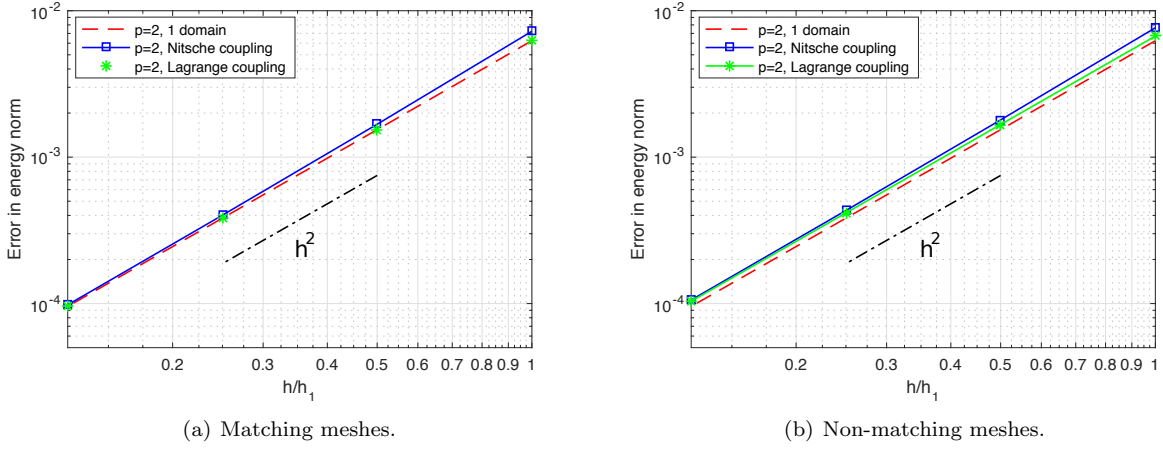 10^-2
10^-3
10^-4
Error in energy norm
p=2, 1 domain
p=2, Nitsche coupling
p=2, Lagrange coupling
h^2
0.2 0.3 0.4 0.5 0.6 0.7 0.8 0.9 1
h/h_1
(a) Matching meshes.
10^-2
10^-3
10^-4
Error in energy norm
p=2, 1 domain
p=2, Nitsche coupling
p=2, Lagrange coupling
h^2
0.2 0.3 0.4 0.5 0.6 0.7 0.8 0.9 1
h/h_1
(b) Non-matching meshes.